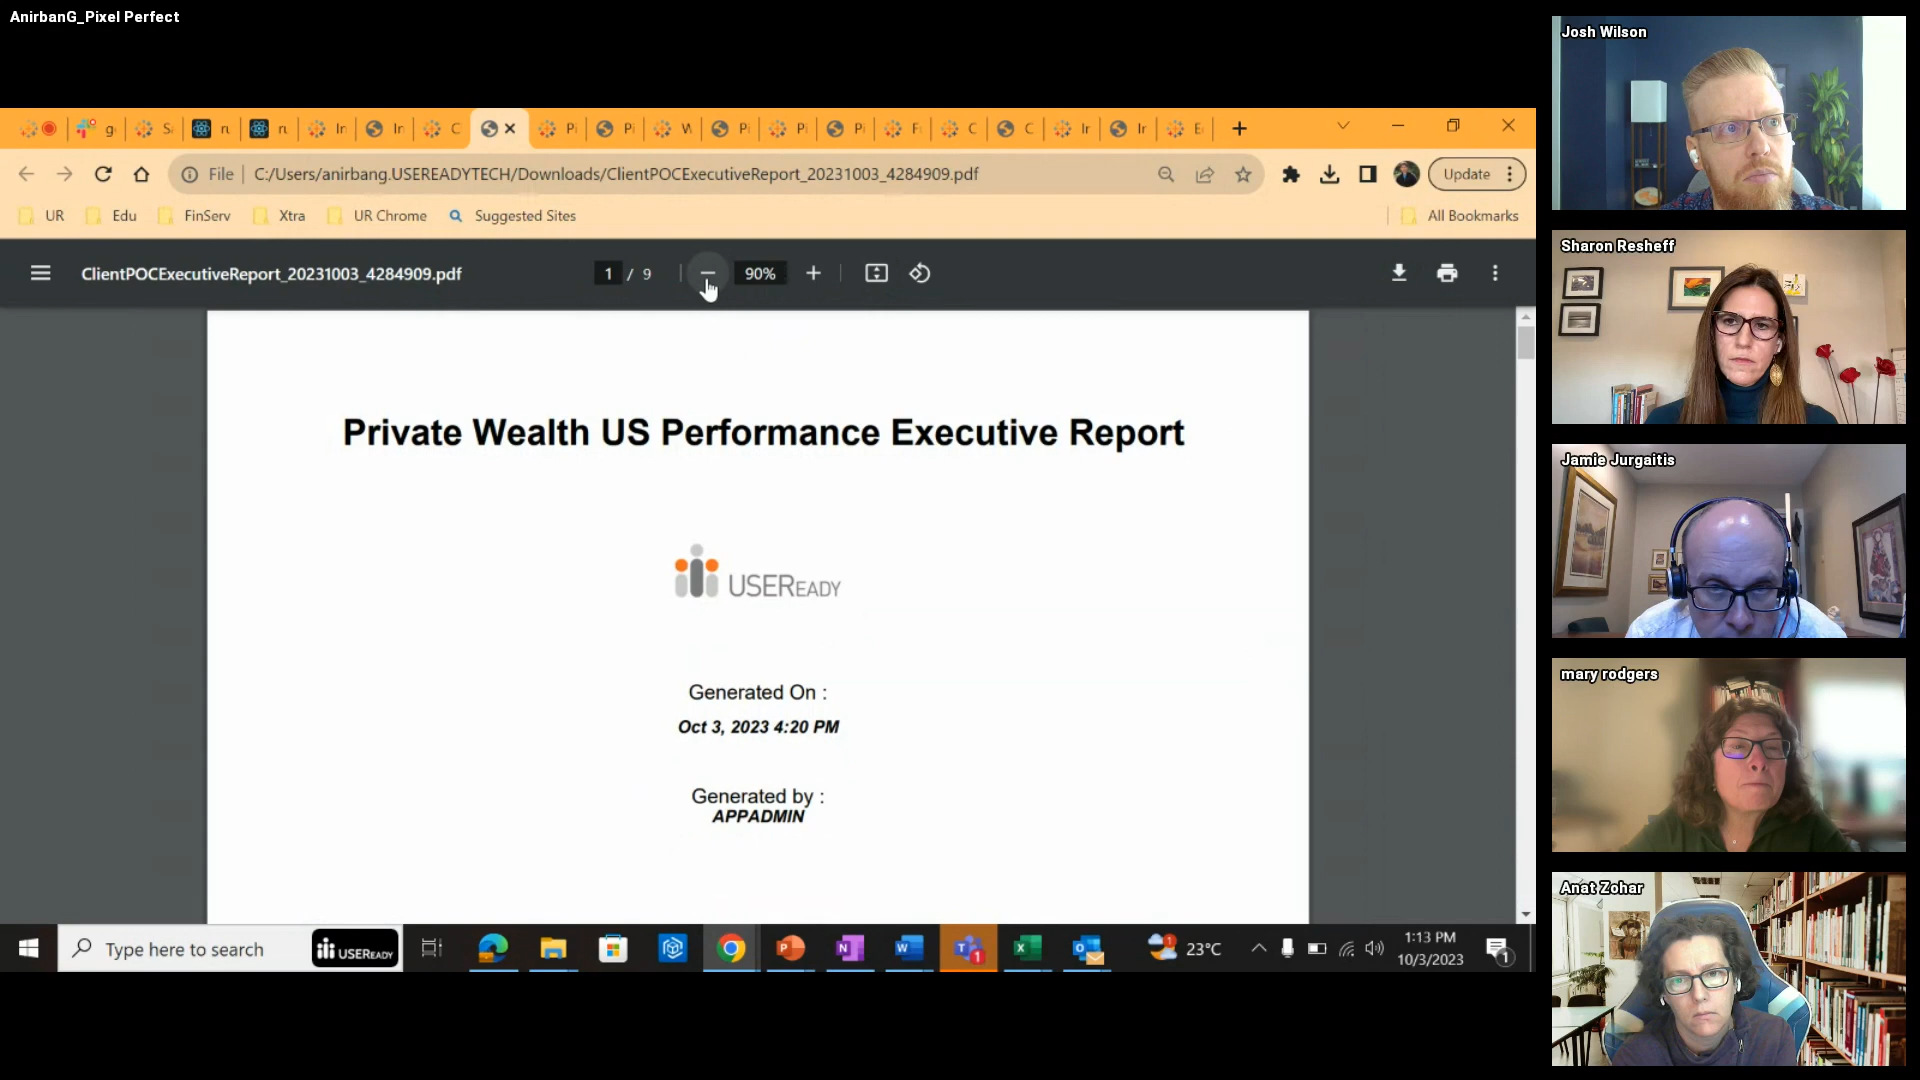 AnirbanG_Pixel Perfect
Josh Wilson
Sharon Resheff
Jamie Jurgaitis
mary rodgers
Anat Zohar
File
C:/Users/anirbang.USEREADYTECH/Downloads/ClientPOCExecutiveReport_20231003_4284909.pdf
Update
UR
Edu
FinServ
Xtra
UR Chrome
Suggested Sites
All Bookmarks
ClientPOCExecutiveReport_20231003_4284909.pdf
1 / 9
90%
Private Wealth US Performance Executive Report
USEREADY
Generated On :
Oct 3, 2023 4:20 PM
Generated by :
APPADMIN
Type here to search
USEREADY
23°C
1:13 PM
10/3/2023
1